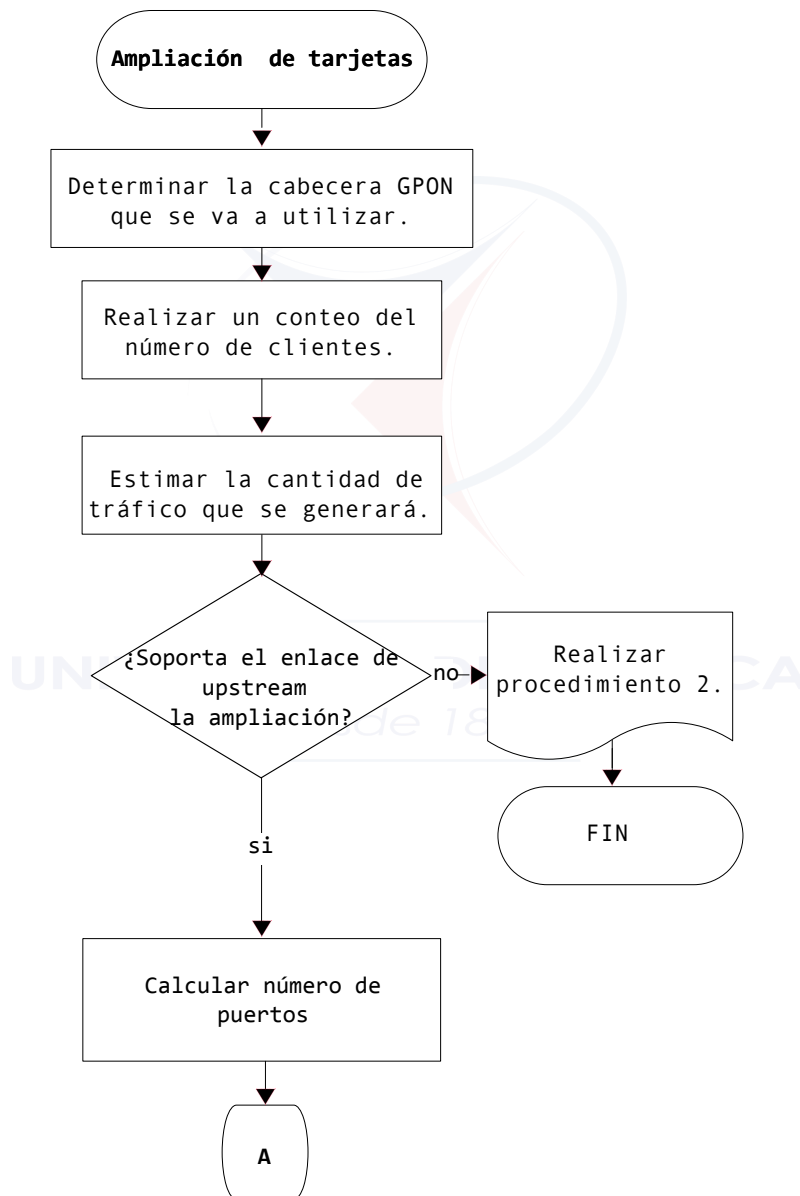 Ampliación de tarjetas
Determinar la cabecera GPON
que se va a utilizar.
Realizar un conteo del
número de clientes.
Estimar la cantidad de
tráfico que se generará.
¿Soporta el enlace de
upstream
la ampliación?
no
Realizar
procedimiento 2.
FIN
si
Calcular número de
puertos
A